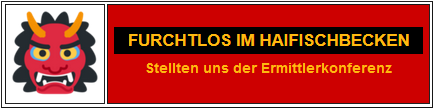 FURCHTLOS IM HAIFISCHBECKEN
Stellten uns der Ermittlerkonferenz